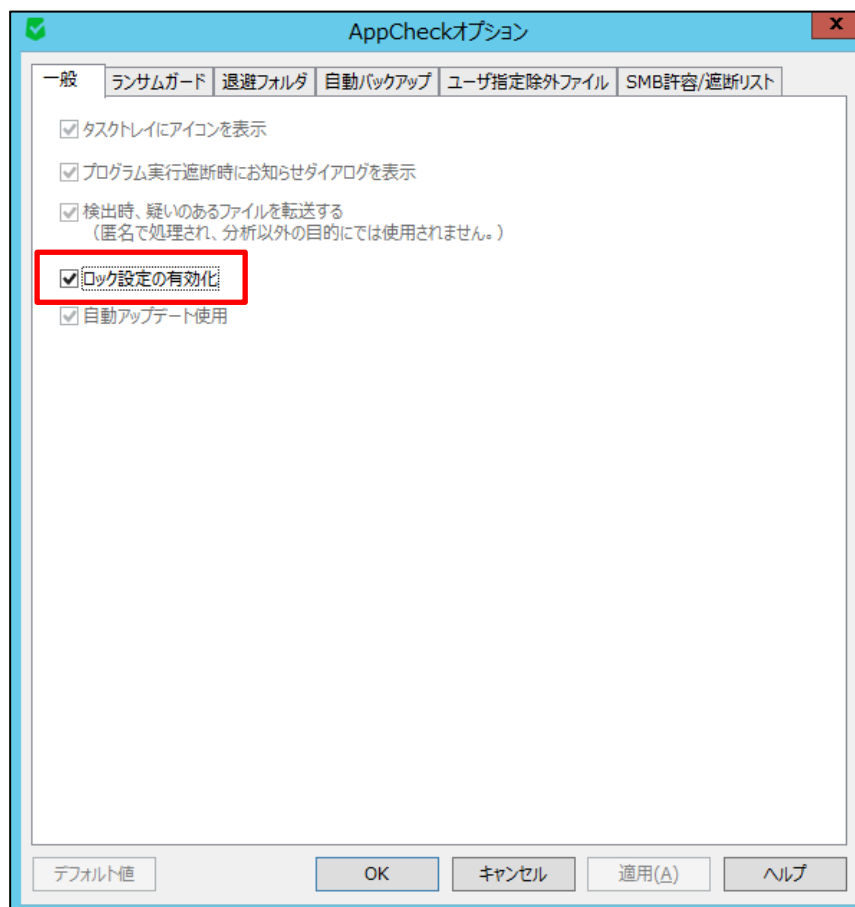 AppCheckオプション
x
一般 ランサムガード 退避フォルダ 自動バックアップ ユーザ指定除外ファイル SMB許容/遮断リスト
タスクトレイにアイコンを表示
プログラム実行遮断時にお知らせダイアログを表示
検出時、疑いのあるファイルを転送する
（匿名で処理され、分析以外の目的にでは使用されません。）
ロック設定の有効化
自動アップデート使用
デフォルト値 OK キャンセル 適用(A) ヘルプ